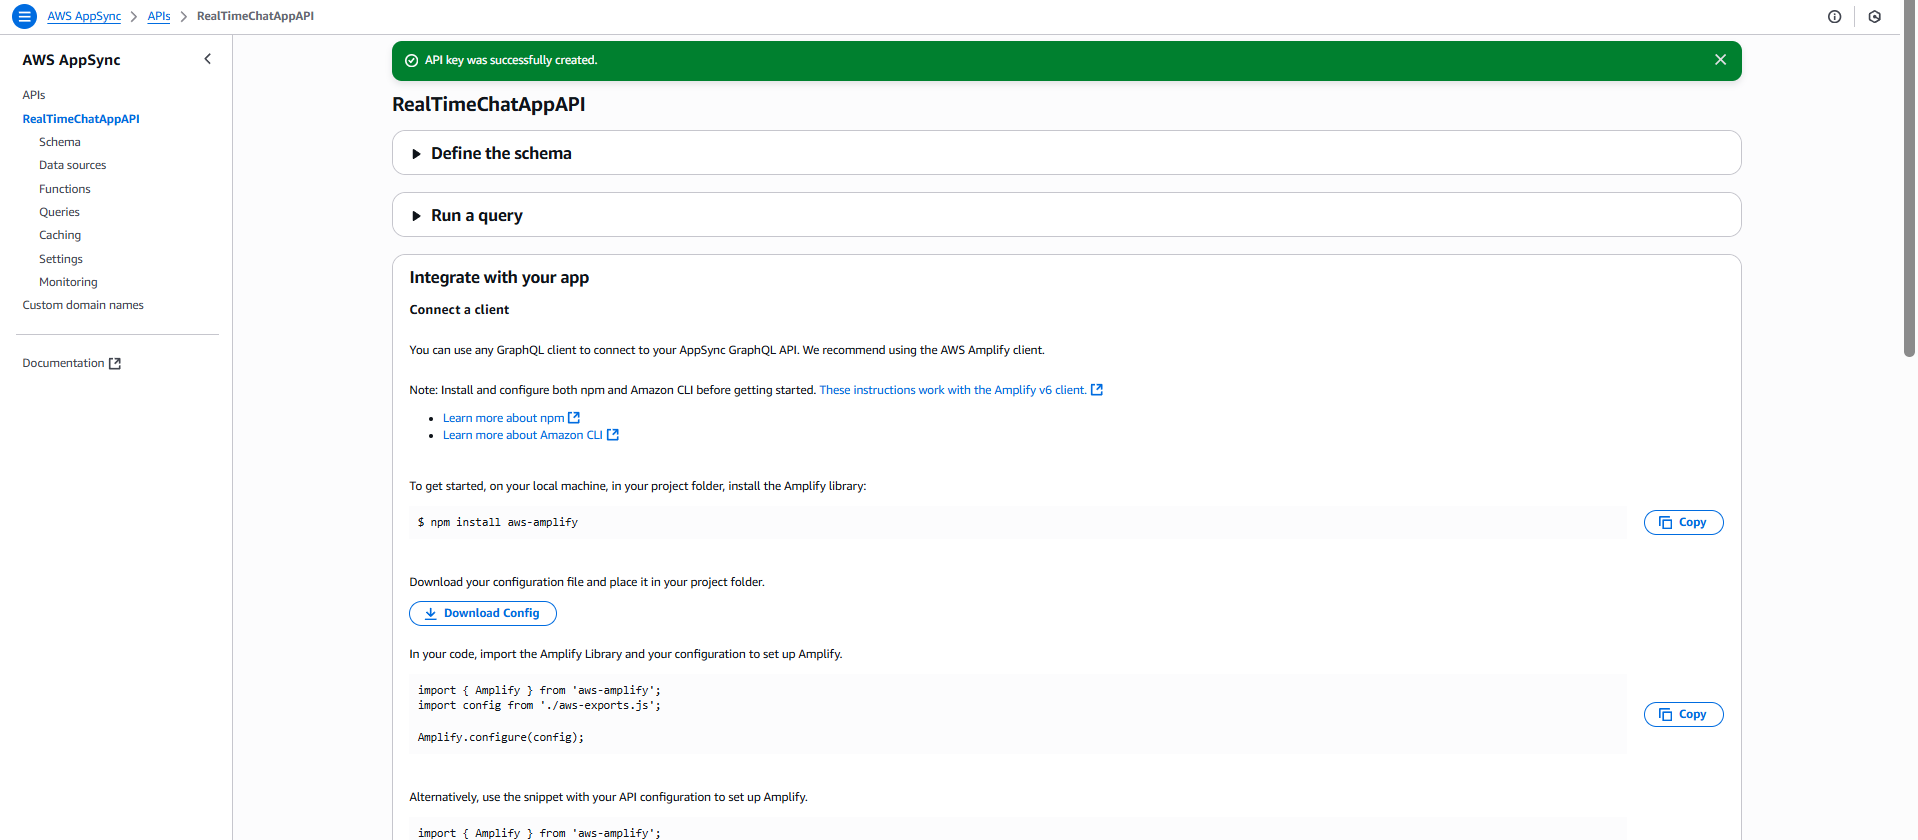 AWS AppSync > APIs > RealTimeChatAppAPI
AWS AppSync
APIs
RealTimeChatAppAPI
Schema
Data sources
Functions
Queries
Caching
Settings
Monitoring
Custom domain names
Documentation
API key was successfully created.
RealTimeChatAppAPI
Define the schema
Run a query
Integrate with your app
Connect a client
You can use any GraphQL client to connect to your AppSync GraphQL API. We recommend using the AWS Amplify client.
Note: Install and configure both npm and Amazon CLI before getting started. These instructions work with the Amplify v6 client.
• Learn more about npm
• Learn more about Amazon CLI
To get started, on your local machine, in your project folder, install the Amplify library:
$ npm install aws-amplify
Copy
Download your configuration file and place it in your project folder.
Download Config
In your code, import the Amplify Library and your configuration to set up Amplify.
import { Amplify } from 'aws-amplify';
import config from './aws-exports.js';
Amplify.configure(config);
Copy
Alternatively, use the snippet with your API configuration to set up Amplify.
import { Amplify } from 'aws-amplify';